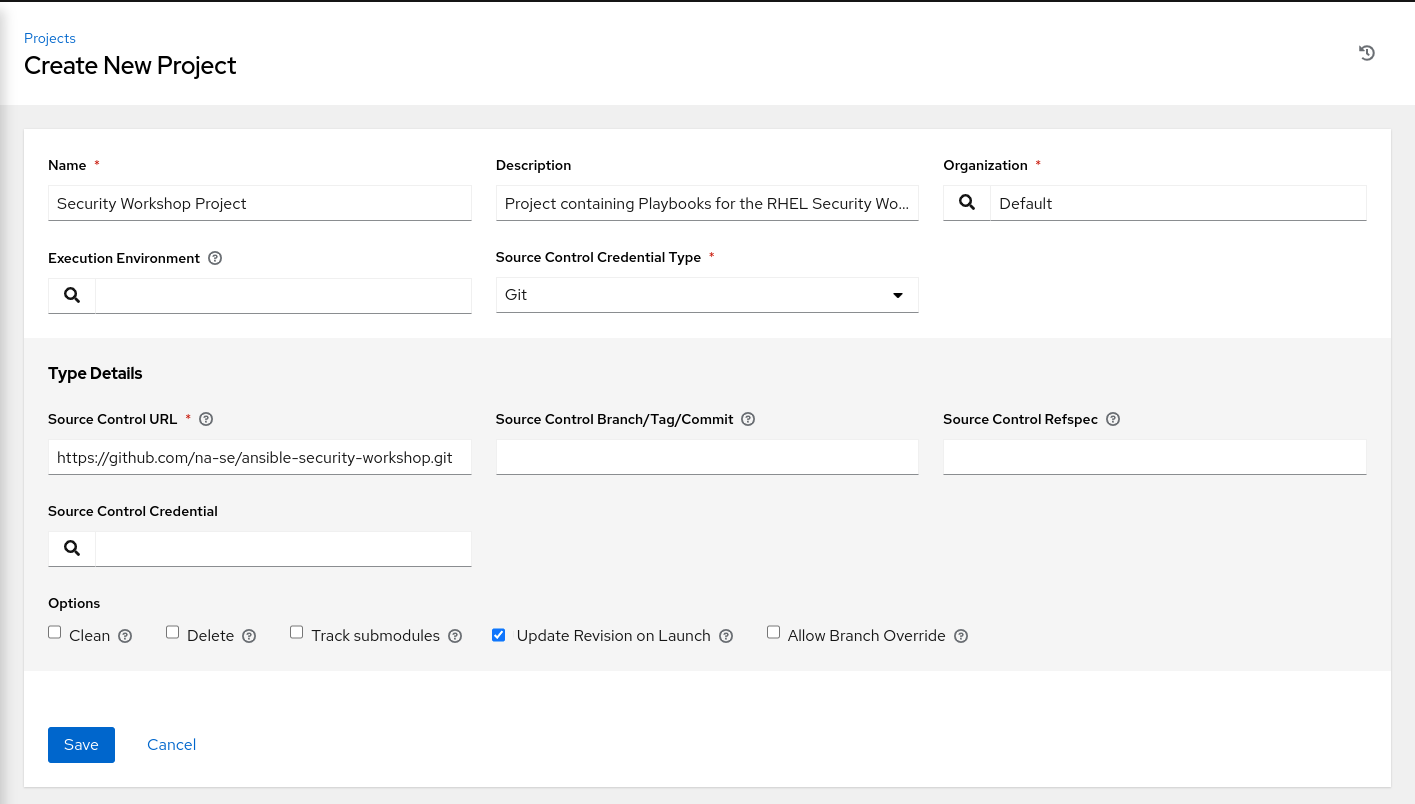 Projects
Create New Project
Name * Description Organization *
Security Workshop Project Project containing Playbooks for the RHEL Security Wo... Default
Execution Environment Source Control Credential Type *
Git
Type Details
Source Control URL * Source Control Branch/Tag/Commit Source Control Refspec
https://github.com/na-se/ansible-security-workshop.git
Source Control Credential
Options
Clean Delete Track submodules Update Revision on Launch Allow Branch Override
Save Cancel